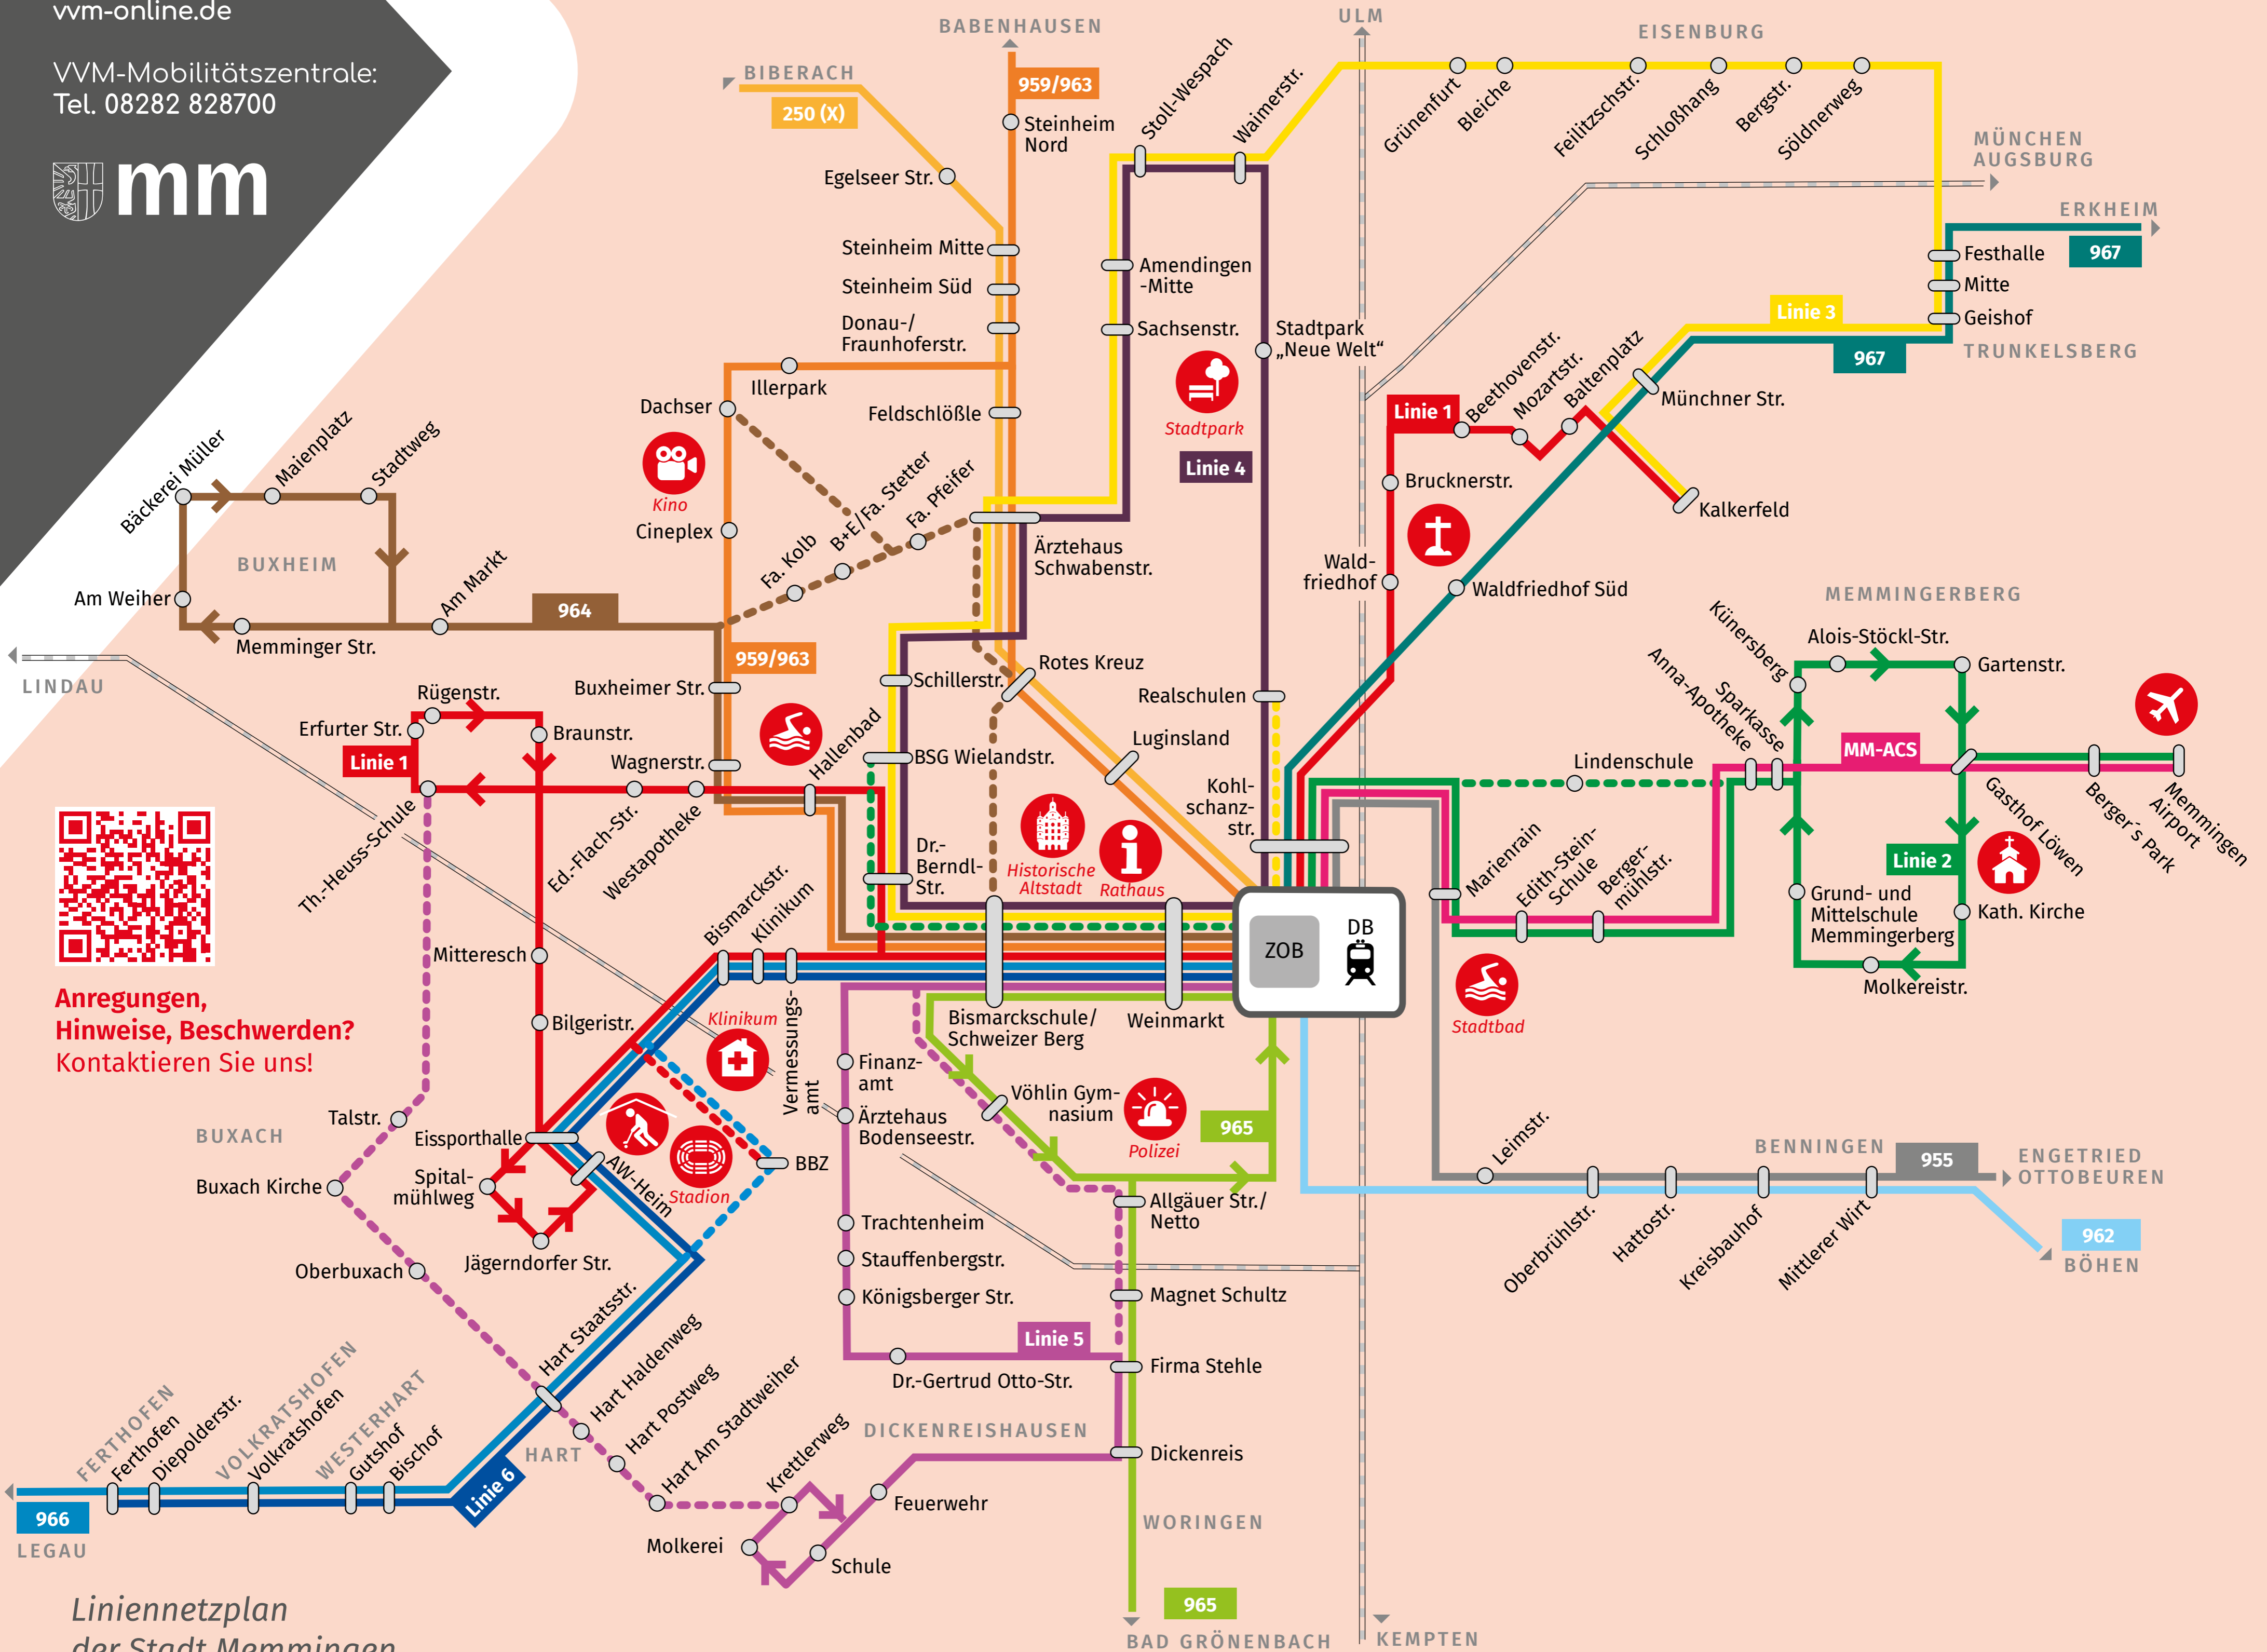 vvm-online.de
VVM-Mobilitätszentrale:
Tel. 08282 828700
mm
BIBERACH
250 (X)
BABENHAUSEN
959/963
Steinheim
Nord
Egelseer Str.
Steinheim Mitte
Steinheim Süd
Donau-/
Fraunhoferstr.
Illerpark
Feldschlößle
Dachser
Kino
Cineplex
Stoll-Wespach
Waimerstr.
ULM
EISENBURG
Grünenfurt
Bleiche
Feilitzschstr.
Schloßhang
Bergstr.
Söldnerweg
MÜNCHEN
AUGSBURG
ERKHEIM
967
Festhalle
Mitte
Geishof
TRUNKELSBERG
Linie 3
967
Amendingen
-Mitte
Sachsenstr.
Stadtpark
Stadtpark
„Neue Welt“
Linie 4
Linie 1
Beethovenstr.
Mozartstr.
Baltenplatz
Münchner Str.
Kalkerfeld
Brucknerstr.
Wald-
friedhof
Waldfriedhof Süd
Bäckerei Müller
Maienplatz
Stadtweg
BUXHEIM
Am Weiher
Memminger Str.
Am Markt
964
Fa. Kolb
B+E/Fa. Stetter
Fa. Pfeifer
Ärztehaus
Schwabenstr.
LINDAU
959/963
Buxheimer Str.
Wagnerstr.
Hallenbad
Schillerstr.
BSG Wielandstr.
Dr.-
Berndl-
Str.
Rotes Kreuz
Luginsland
Realschulen
Kohl-
schanz-
str.
Historische
Altstadt
Rathaus
Rügenstr.
Erfurter Str.
Linie 1
Braunstr.
Th.-Heuss-Schule
Ed.-Flach-Str.
Westapotheke
Mitteresch
Bilgeristr.
Bismarckstr.
Klinikum
Vermessungs-
amt
Klinikum
MEMMINGERBERG
Künersberg
Alois-Stöckl-Str.
Gartenstr.
Anna-Apotheke
Sparkasse
MM-ACS
Lindenschule
Gasthof Löwen
Berger´s Park
Memmingen
Airport
Linie 2
Kath. Kirche
Grund- und
Mittelschule
Memmingerberg
Molkereistr.
Marienrain
Edith-Stein-
Schule
Berger-
mühlstr.
Stadtbad
ZOB
DB
Weinmarkt
Bismarckschule/
Schweizer Berg
Anregungen,
Hinweise, Beschwerden?
Kontaktieren Sie uns!
Finanz-
amt
Ärztehaus
Bodenseestr.
Trachtenheim
Stauffenbergstr.
Königsberger Str.
Linie 5
Dr.-Gertrud Otto-Str.
Vöhlin Gym-
nasium
Polizei
965
Allgäuer Str./
Netto
Magnet Schultz
Firma Stehle
Dickenreis
Talstr.
BUXACH
Buxach Kirche
Oberbuxach
Eissporthalle
Spital-
mühlweg
Jägerndorfer Str.
AW-Heim
Stadion
BBZ
Leimstr.
BENNINGEN
955
ENGETRIED
OTTOBEUREN
Oberbrühlstr.
Hattostr.
Kreisbauhof
Mittlerer Wirt
962
BÖHEN
Hart Staatsstr.
Hart Haldenweg
Hart Postweg
Hart Am Stadtweiher
HART
Krettlerweg
DICKENREISHAUSEN
Feuerwehr
Molkerei
Schule
FERTHOFEN
Ferthofen
Diepolderstr.
VOLKRATSHOFEN
Volkratshofen
WESTERHART
Gutshof
Bischof
Linie 6
966
LEGAU
WORINGEN
965
BAD GRÖNENBACH
KEMPTEN
Liniennetzplan
der Stadt Memmingen